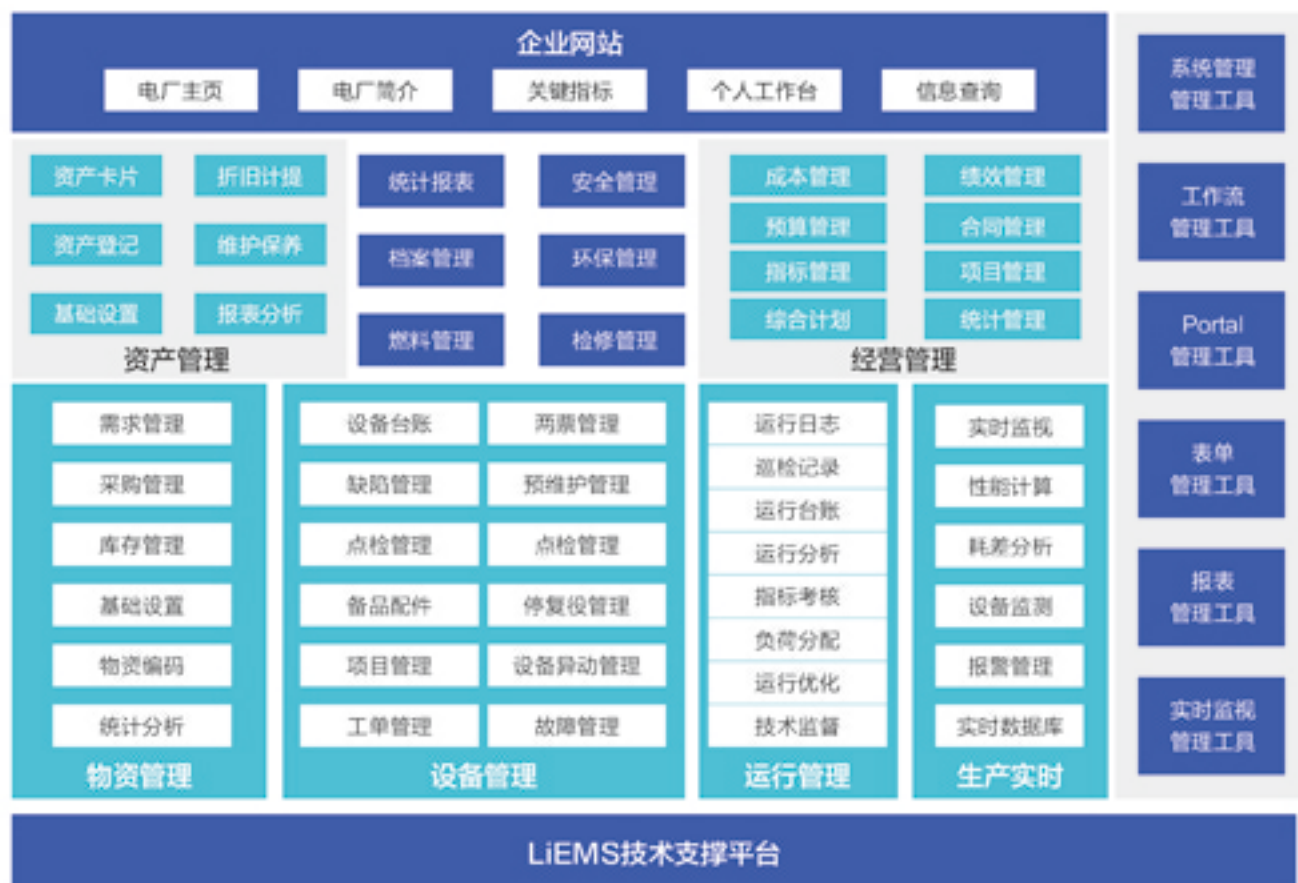 企业网站
电厂主页 电厂简介 关键指标 个人工作台 信息查询
资产卡片 折旧计提
资产登记 维护保养
基础设置 报表分析
资产管理
统计报表 安全管理
档案管理 环保管理
燃料管理 检修管理
成本管理 绩效管理
预算管理 合同管理
指标管理 项目管理
综合计划 统计管理
经营管理
需求管理
采购管理
库存管理
基础设置
物资编码
统计分析
物资管理
设备台账 两票管理
缺陷管理 预维护管理
点检管理 点检管理
备品配件 停复役管理
项目管理 设备异动管理
工单管理 故障管理
设备管理
运行日志
巡检记录
运行台账
运行分析
指标考核
负荷分配
运行优化
技术监督
运行管理
实时监视
性能计算
耗差分析
设备监测
报警管理
实时数据库
生产实时
系统管理
管理工具
工作流
管理工具
Portal
管理工具
表单
管理工具
报表
管理工具
实时监视
管理工具
LiEMS技术支撑平台